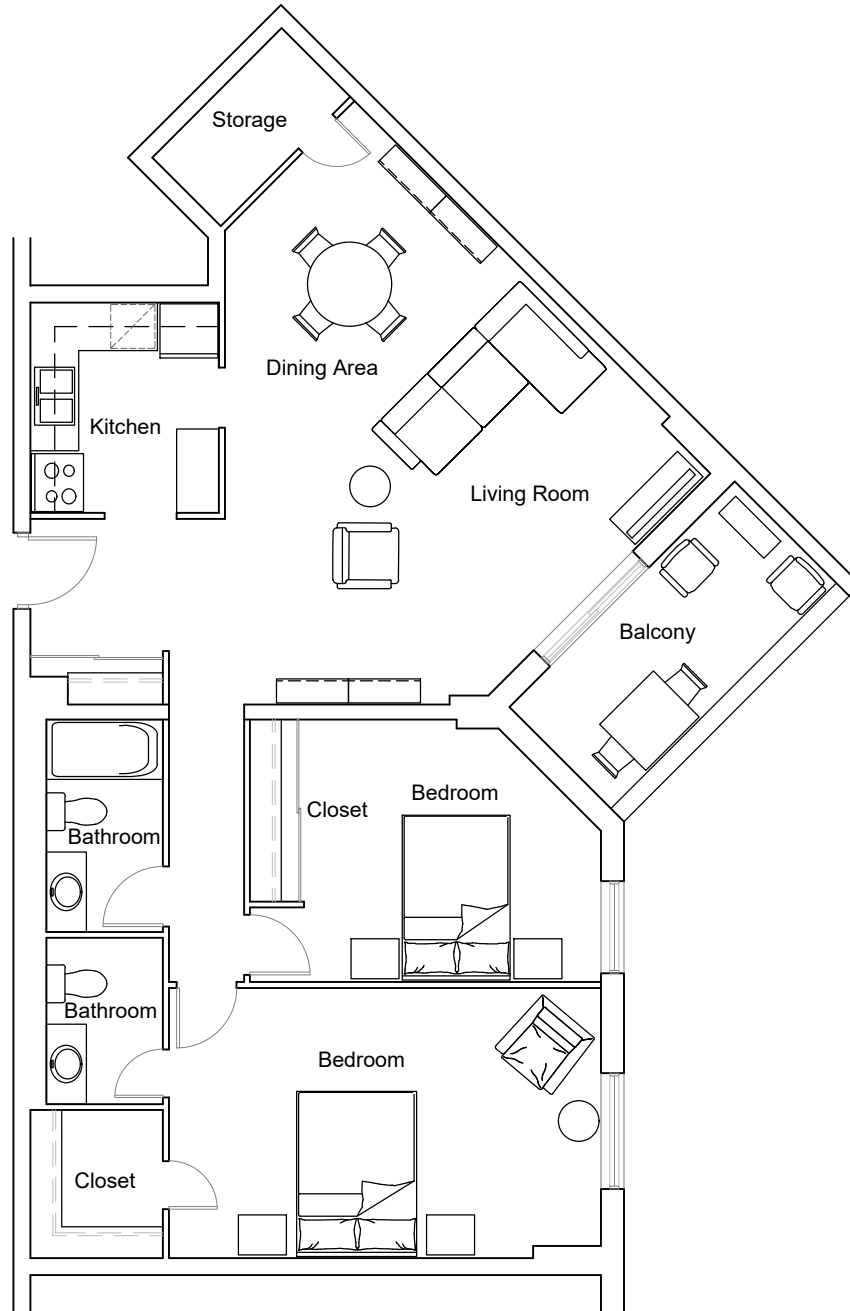 Storage
Dining Area
Kitchen
Living Room
Balcony
Bedroom
Closet
Bathroom
Bathroom
Bedroom
Closet